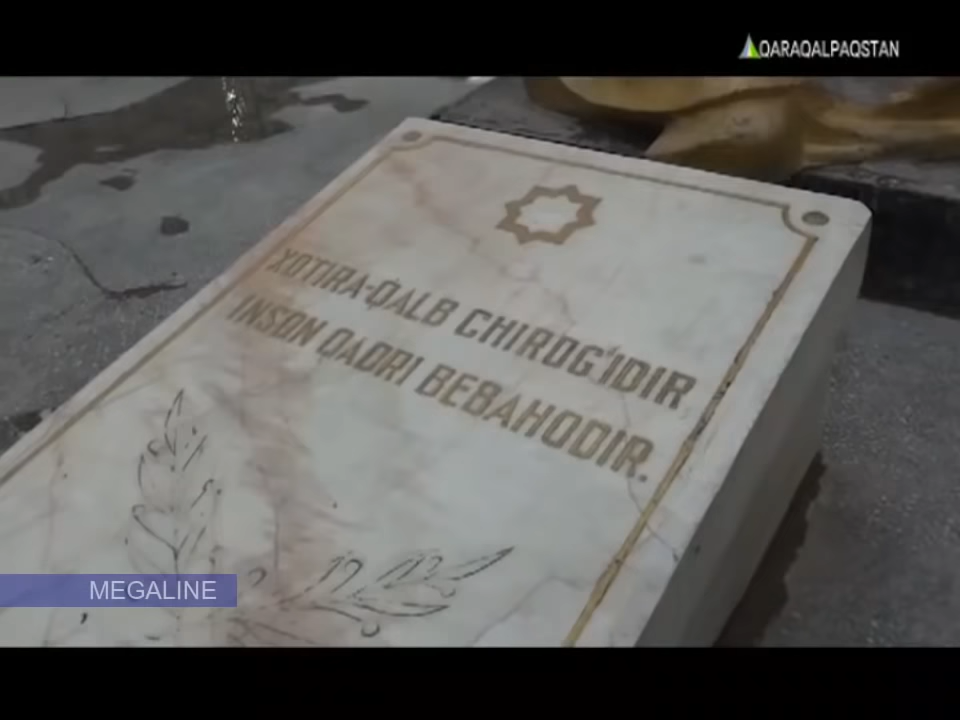 QARAQALPAQSTAN
XOTIRA-QALB CHIROG'IDIR
INSON QADRI BEBAHODIR.
MEGALINE